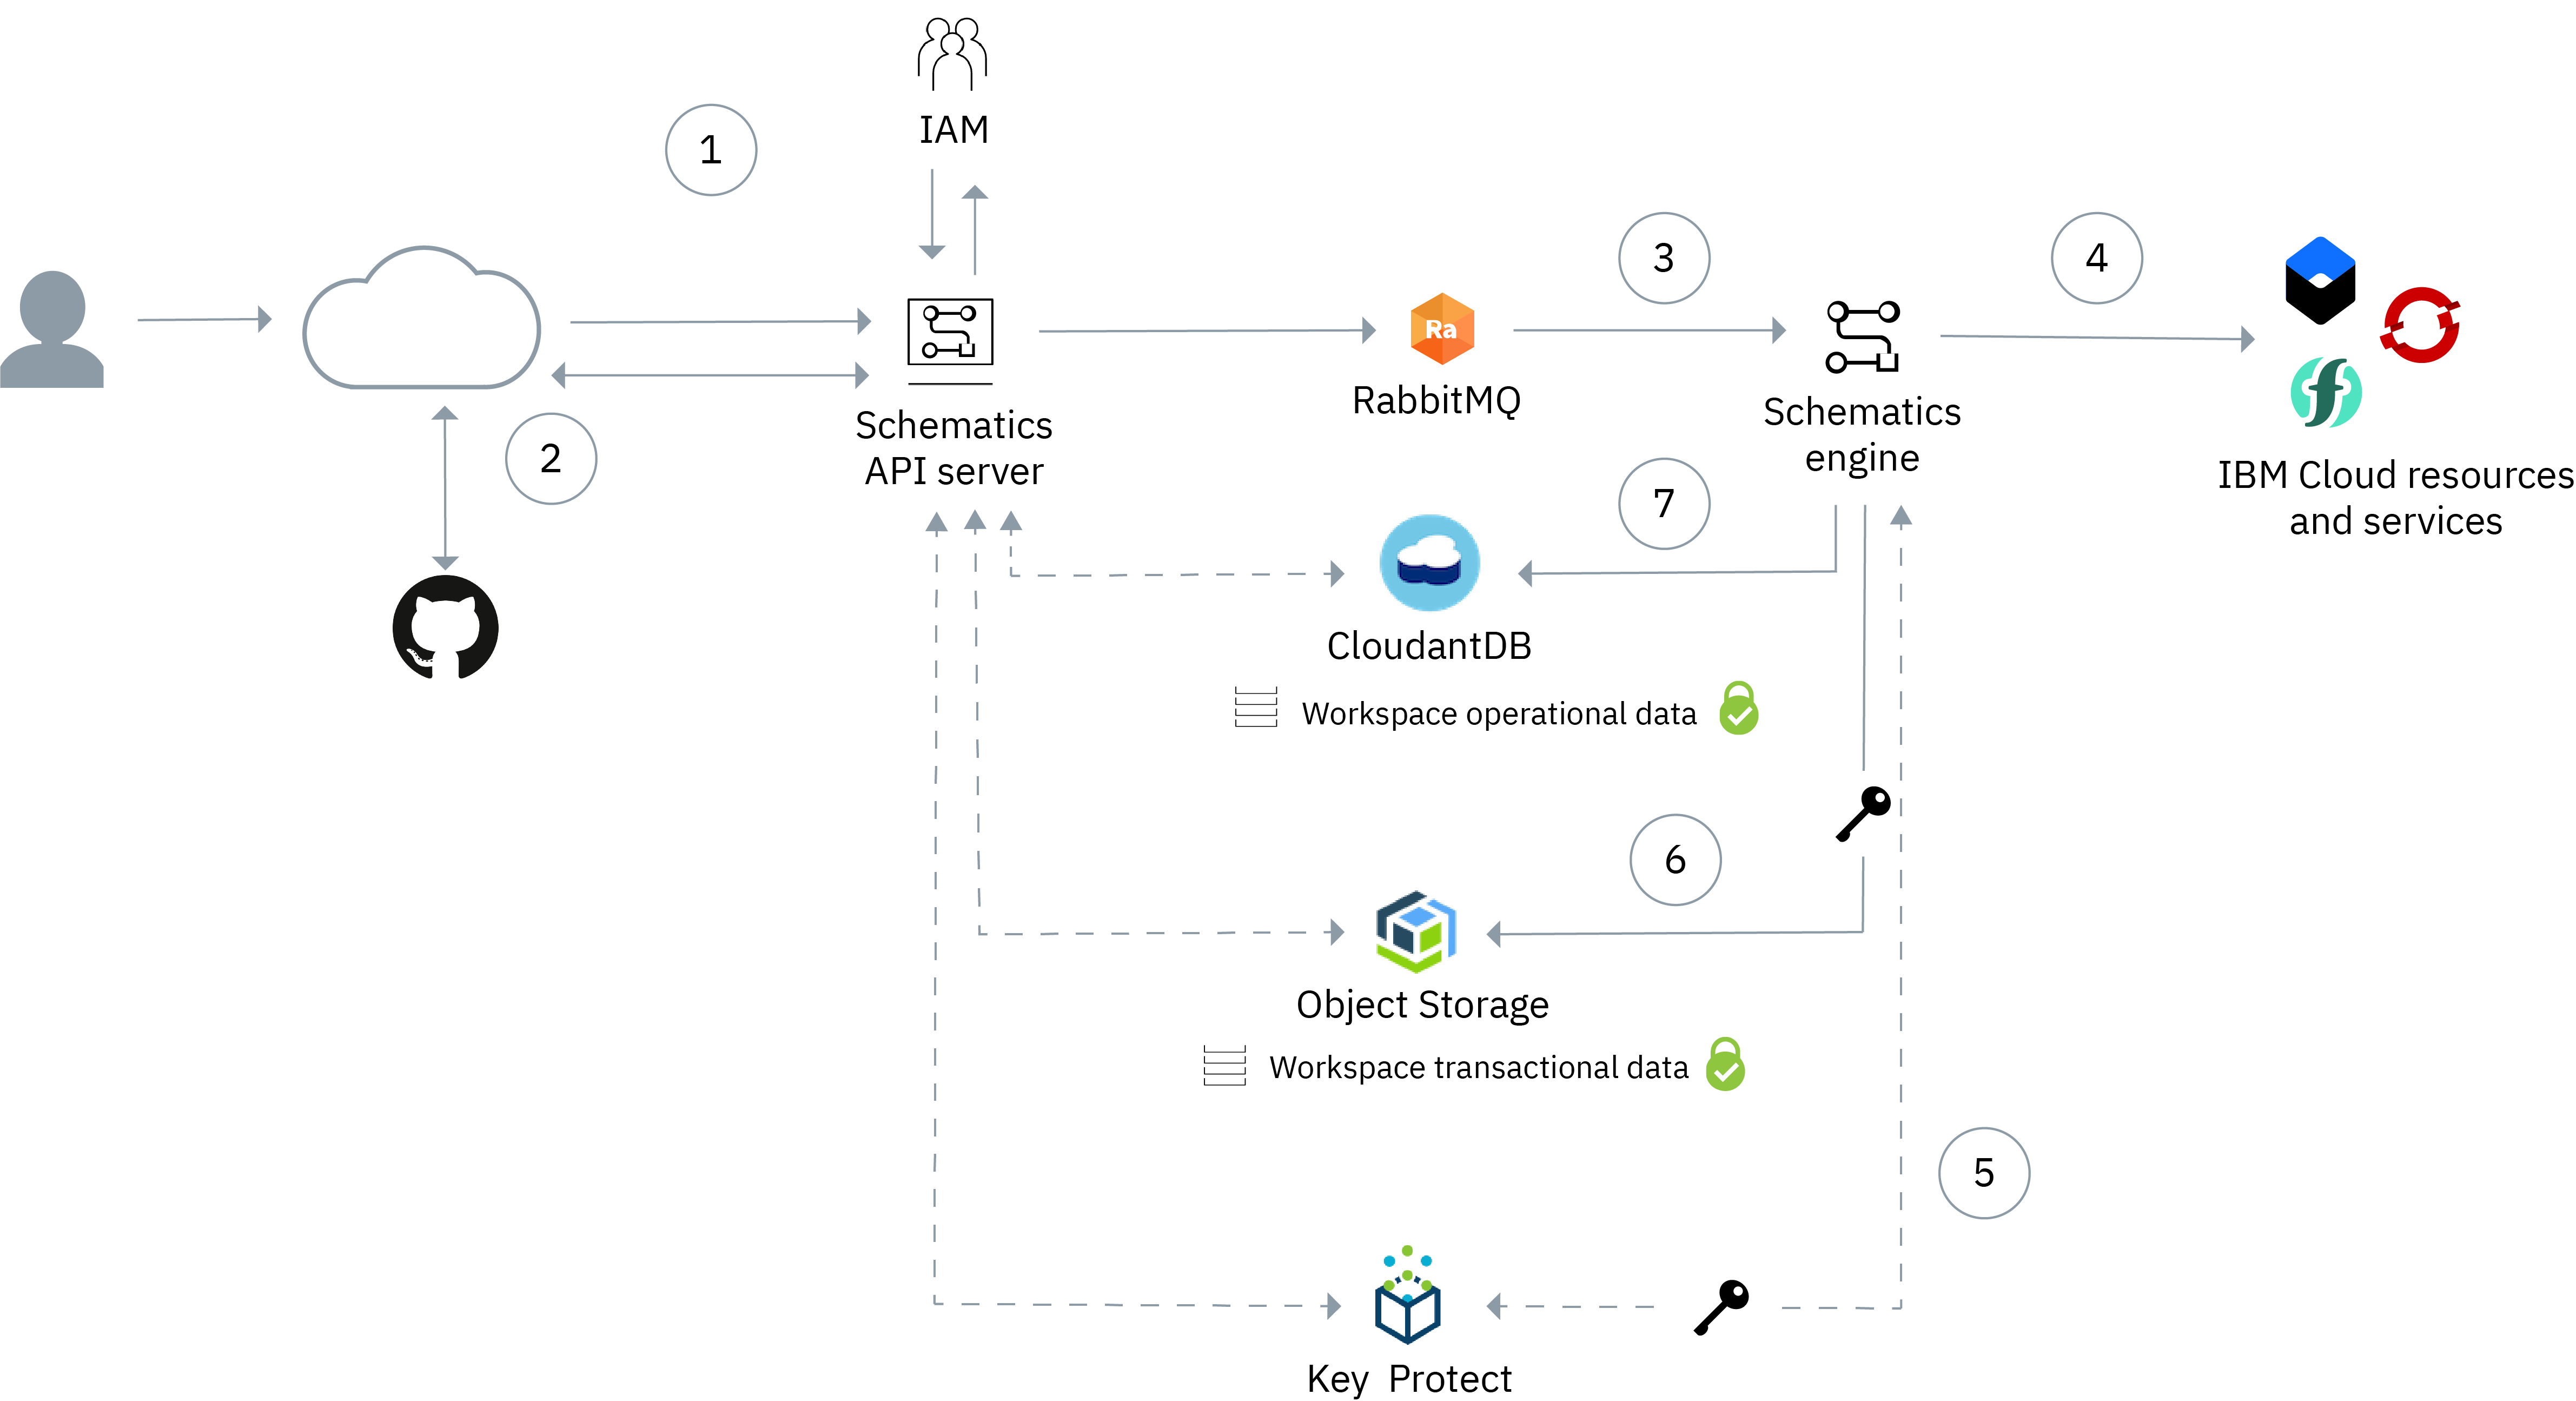 IAM
1
3
4
Ra
RabbitMQ
Schematics
engine
Schematics
API server
2
IBM Cloud resources
and services
7
CloudantDB
Workspace operational data
6
Object Storage
Workspace transactional data
5
Key Protect